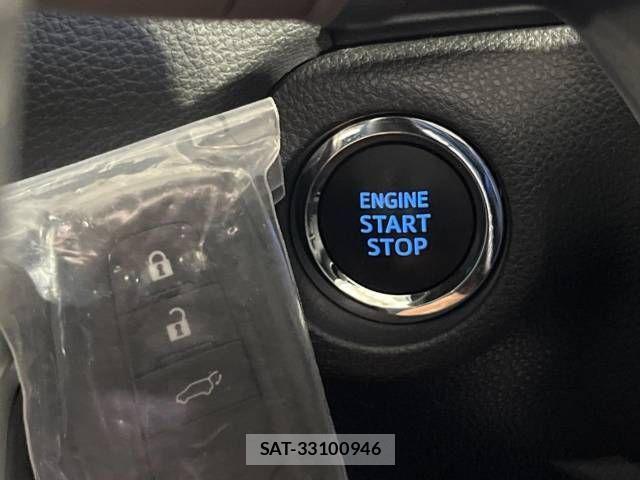 ENGINE
START
STOP
SAT-33100946